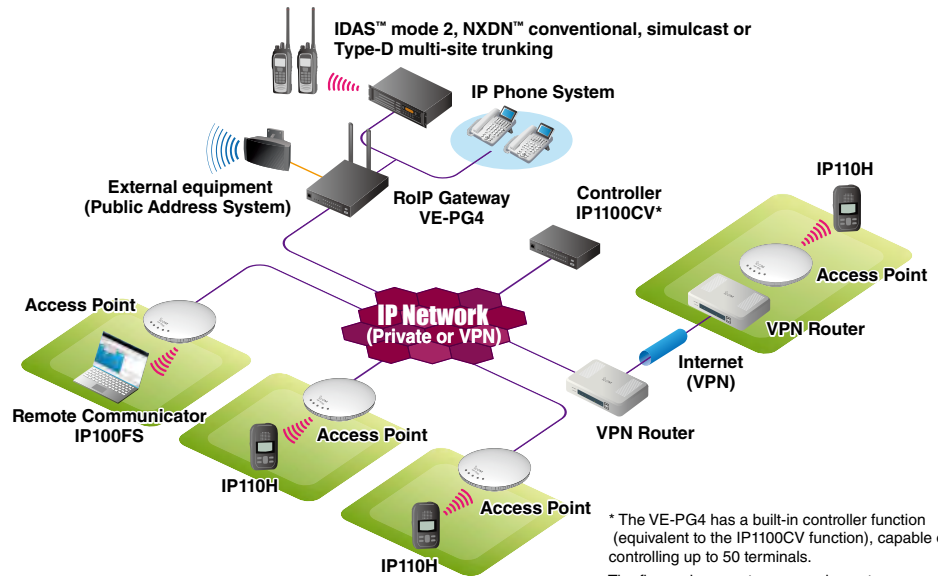 IDAS™ mode 2, NXDN™ conventional, simulcast or
Type-D multi-site trunking
IP Phone System
External equipment
(Public Address System)
RoIP Gateway
VE-PG4
Controller
IP1100CV*
IP110H
Access Point
VPN Router
Access Point
IP Network
(Private or VPN)
Internet
(VPN)
Remote Communicator
IP100FS
Access Point
VPN Router
IP110H
Access Point
IP110H
* The VE-PG4 has a built-in controller function
(equivalent to the IP1100CV function), capable
controlling up to 50 terminals.